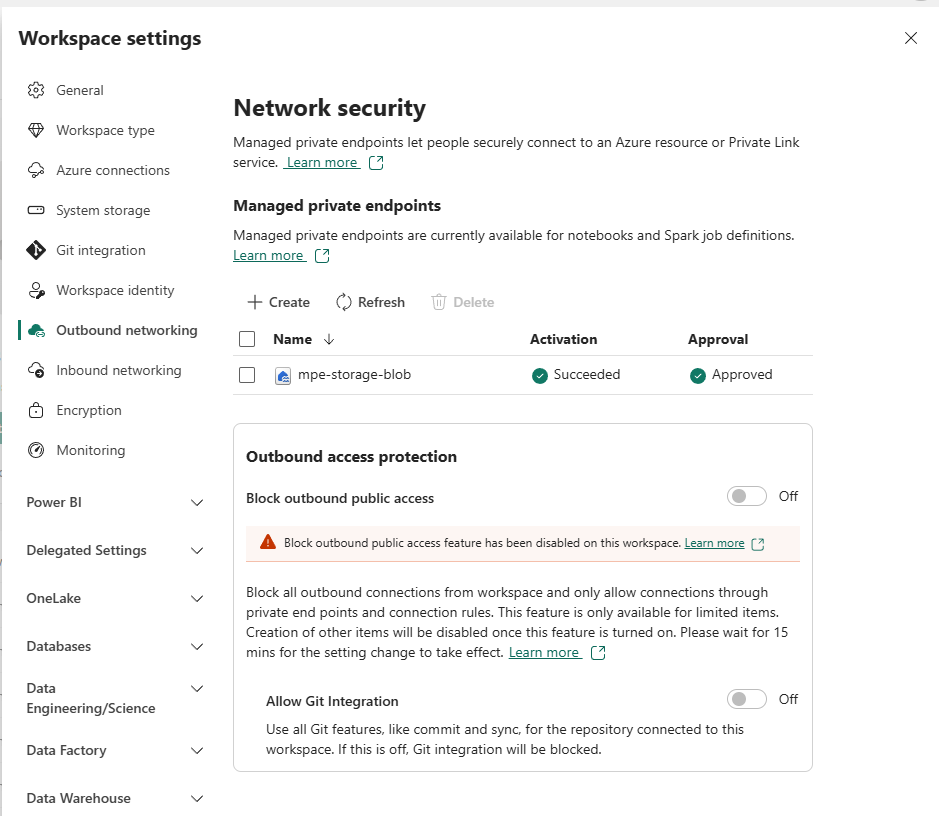 Workspace settings
General
Workspace type
Azure connections
System storage
Git integration
Workspace identity
Outbound networking
Inbound networking
Encryption
Monitoring
Power BI
Delegated Settings
OneLake
Databases
Data
Engineering/Science
Data Factory
Data Warehouse
Network security
Managed private endpoints let people securely connect to an Azure resource or Private Link
service. Learn more
Managed private endpoints
Managed private endpoints are currently available for notebooks and Spark job definitions.
Learn more
Create Refresh Delete
Name Activation Approval
mpe-storage-blob Succeeded Approved
Outbound access protection
Block outbound public access Off
Block outbound public access feature has been disabled on this workspace. Learn more
Block all outbound connections from workspace and only allow connections through
private end points and connection rules. This feature is only available for limited items.
Creation of other items will be disabled once this feature is turned on. Please wait for 15
mins for the setting change to take effect. Learn more
Allow Git Integration Off
Use all Git features, like commit and sync, for the repository connected to this
workspace. If this is off, Git integration will be blocked.